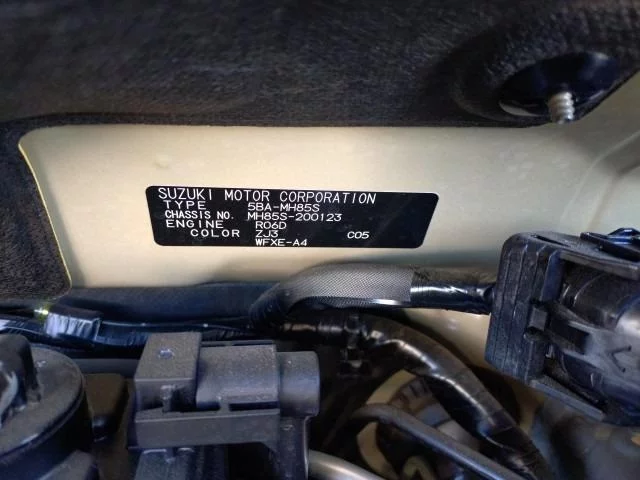 SUZUKI MOTOR CORPORATION
TYPE 5BA-MH85S
CHASSIS NO. MH85S-200123
ENGINE R06D
COLOR ZJ3 C05
WFXE-A4